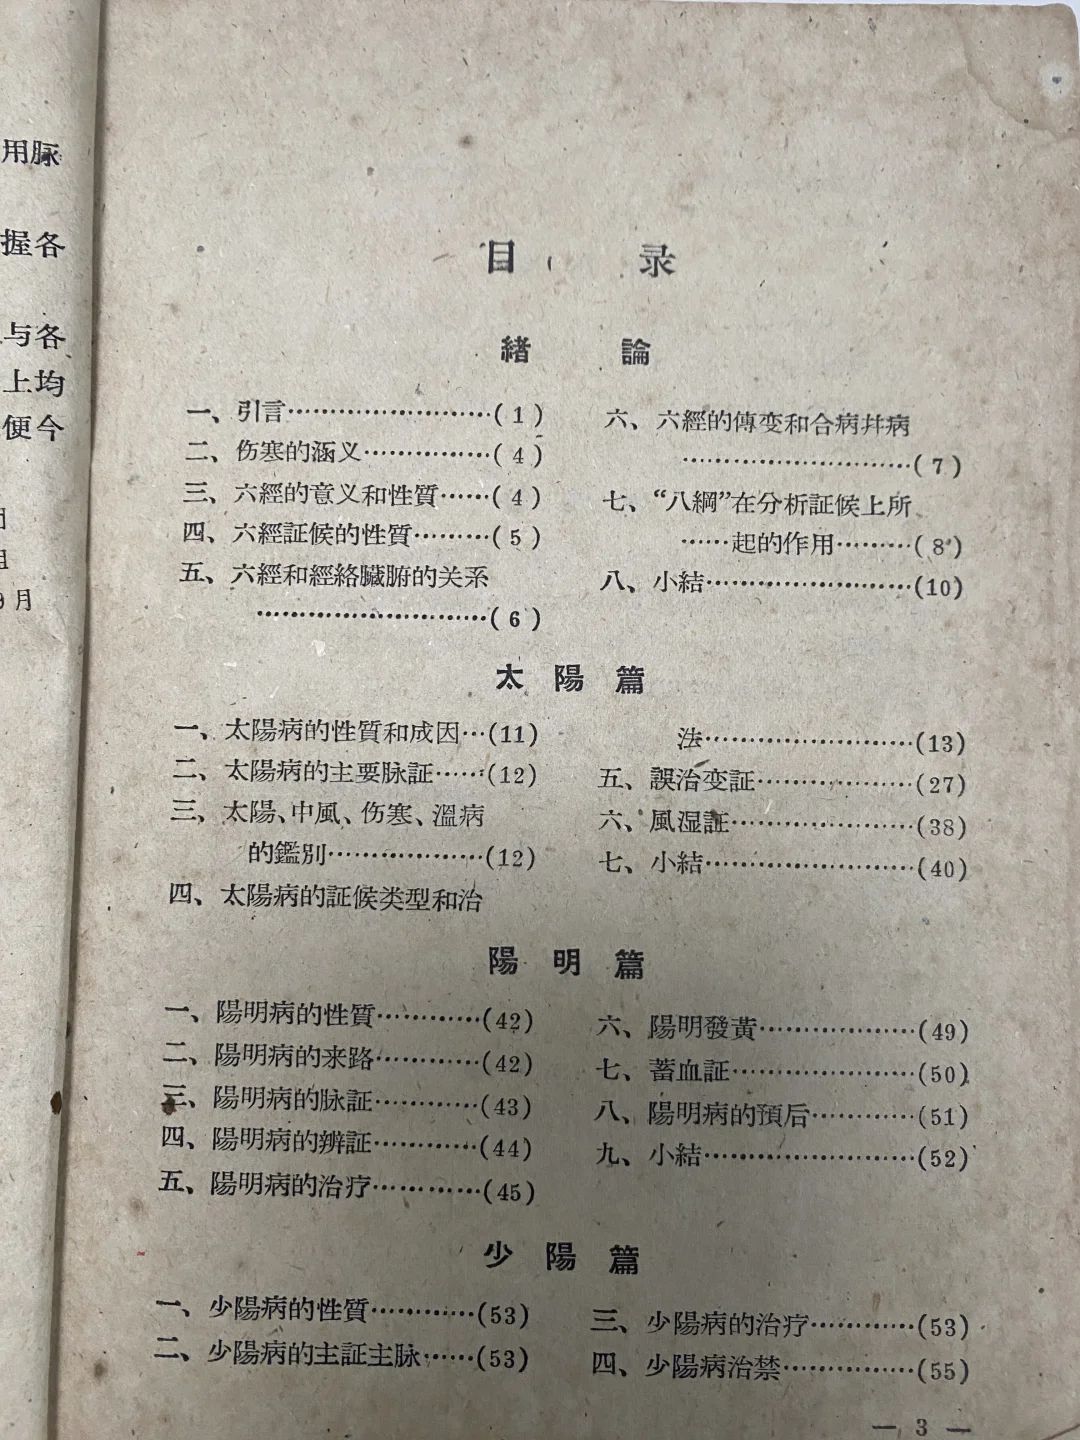 用脉
握各
与各
上均
便今
9月
目录
緒論
一、引言……………………(1)
二、伤寒的涵义……………(4)
三、六經的意义和性質……(4)
四、六經証候的性質………(5)
五、六經和經絡臟腑的关系
………………………(6)
六、六經的傳变和合病幷病
………………………(7)
七、“八綱”在分析証候上所
……起的作用………(8)
八、小結……………………(10)
太陽篇
一、太陽病的性質和成因…(11)
二、太陽病的主要脉証……(12)
三、太陽、中風、伤寒、溫病
的鑑別………………(12)
四、太陽病的証候类型和治
法……………………(13)
五、誤治变証………………(27)
六、風湿証…………………(38)
七、小結……………………(40)
陽明篇
一、陽明病的性質…………(42)
二、陽明病的来路…………(42)
三、陽明病的脉証…………(43)
四、陽明病的辨証…………(44)
五、陽明病的治疗…………(45)
六、陽明發黃………………(49)
七、蓄血証…………………(50)
八、陽明病的預后…………(51)
九、小結……………………(52)
少陽篇
一、少陽病的性質…………(53)
二、少陽病的主証主脉……(53)
三、少陽病的治疗…………(53)
四、少陽病治禁……………(55)
— 3 —